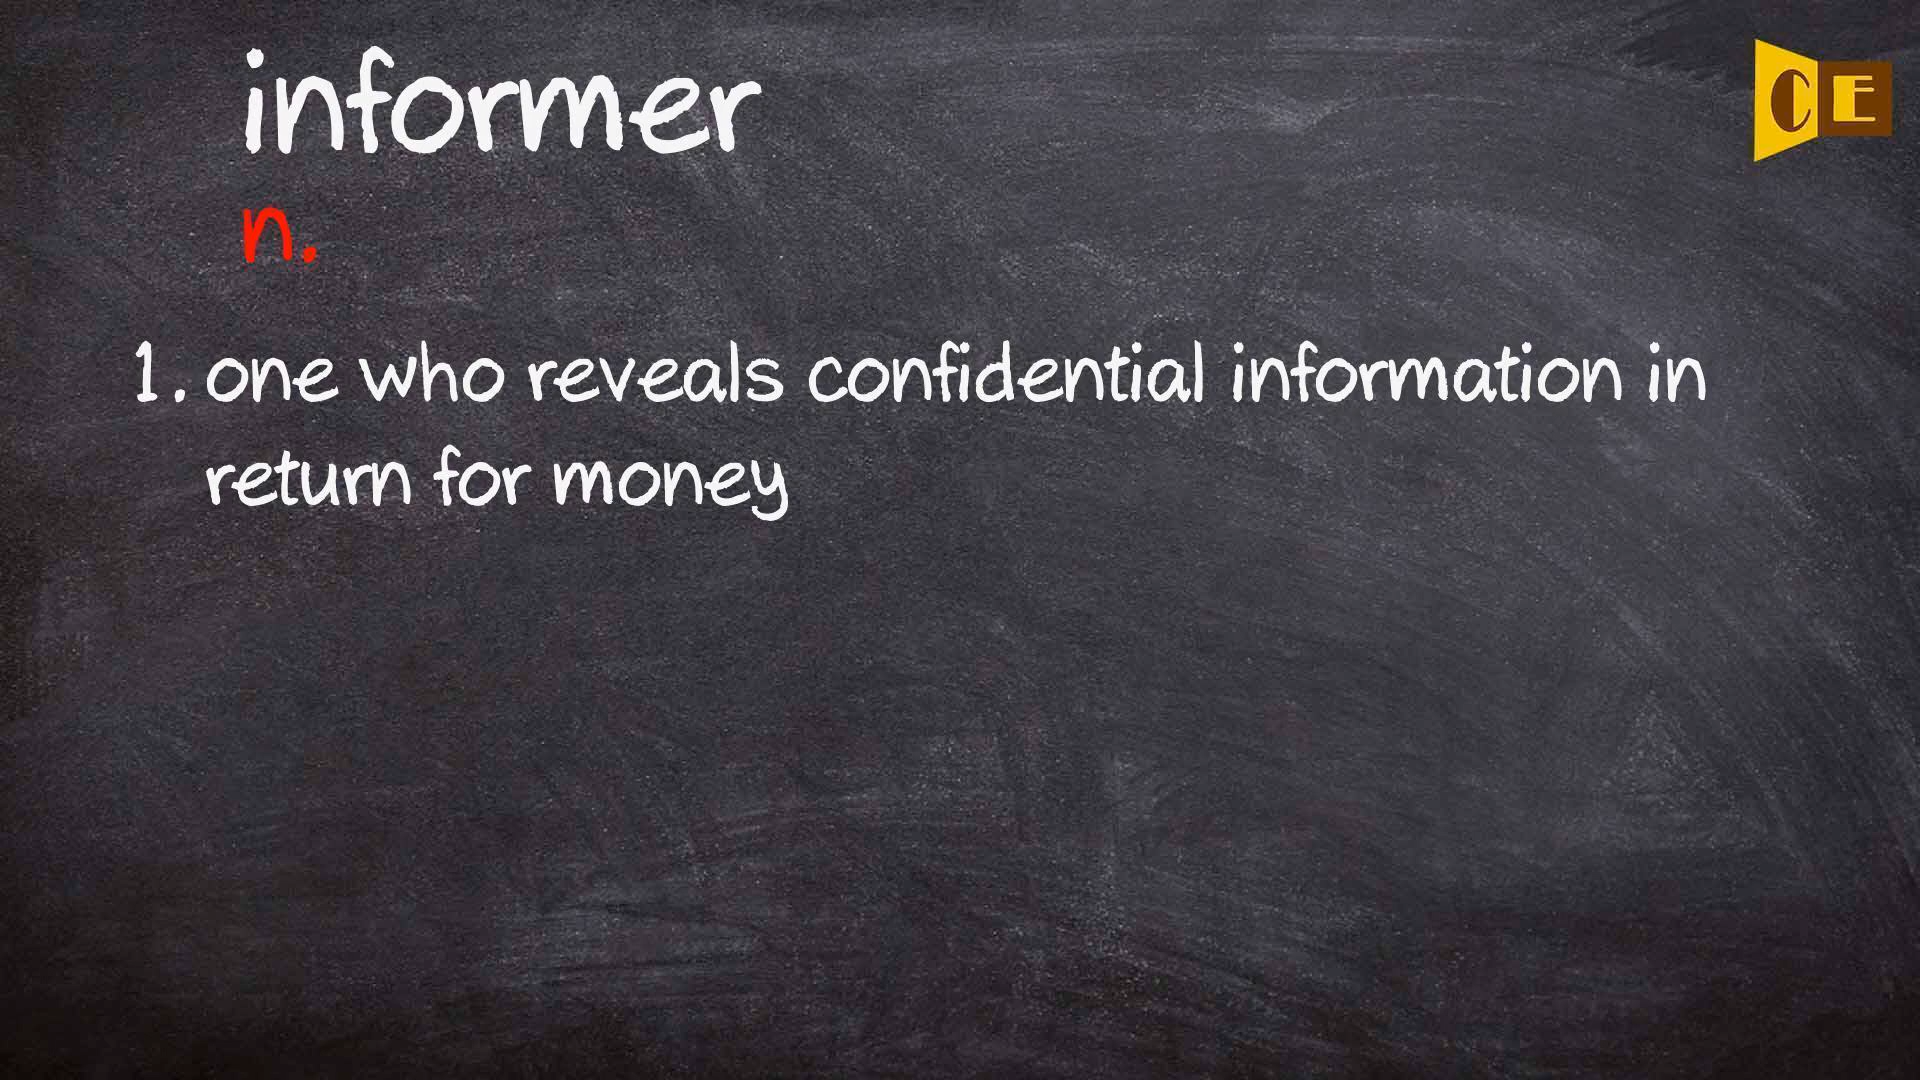 informer
CE
n.
1. one who reveals confidential information in
return for money